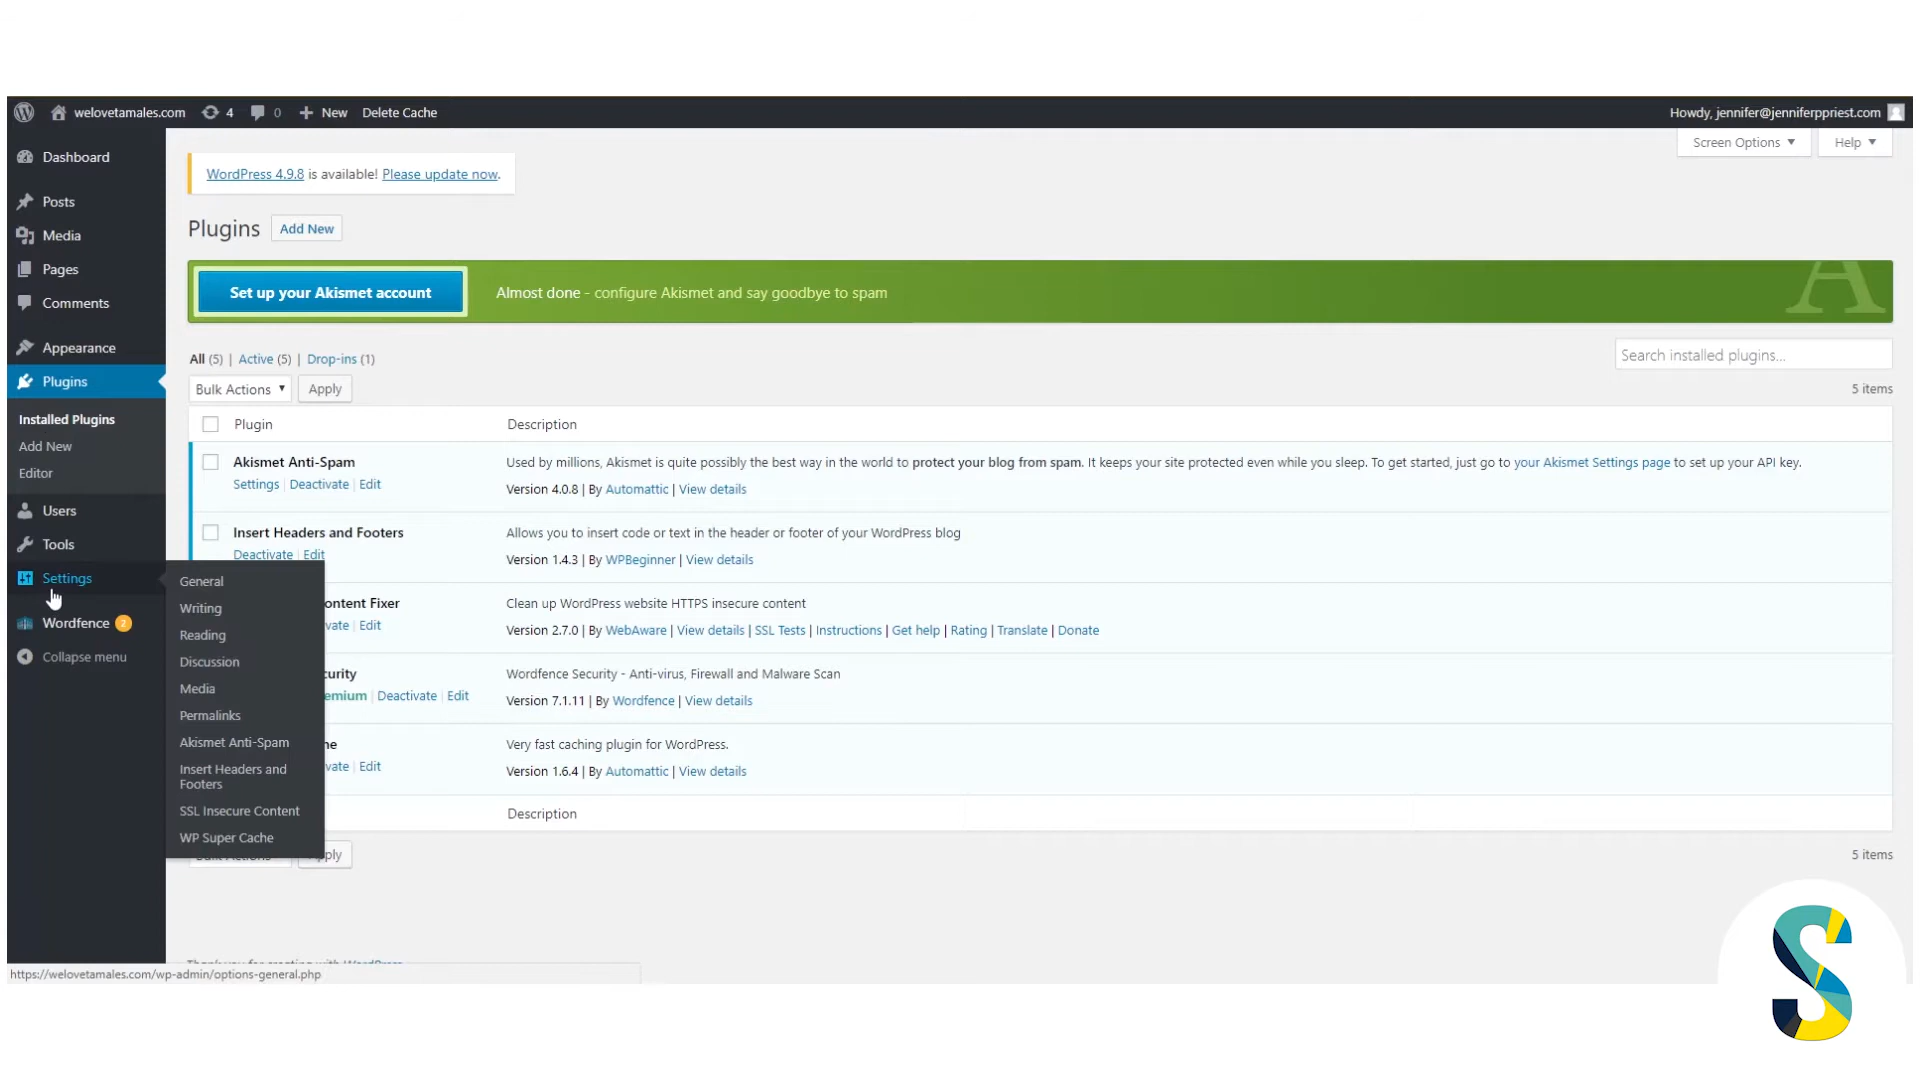 welovetamales.com 4 0 New Delete Cache Howdy, jennifer@jenniferppriest.com
Screen Options Help
Dashboard
Posts
Media
Pages
Comments
Appearance
Plugins
Installed Plugins
Add New
Editor
Users
Tools
Settings
Wordfence 2
Collapse menu
General
Writing
Reading
Discussion
Media
Permalinks
Akismet Anti-Spam
Insert Headers and
Footers
SSL Insecure Content
WP Super Cache
WordPress 4.9.8 is available! Please update now.
Plugins Add New
Set up your Akismet account Almost done - configure Akismet and say goodbye to spam
All (5) | Active (5) | Drop-ins (1)
Search installed plugins...
Bulk Actions Apply 5 items
Plugin Description
Akismet Anti-Spam Used by millions, Akismet is quite possibly the best way in the world to protect your blog from spam. It keeps your site protected even while you sleep. To get started, just go to your Akismet Settings page to set up your API key.
Settings | Deactivate | Edit
Version 4.0.8 | By Automattic | View details
Insert Headers and Footers Allows you to insert code or text in the header or footer of your WordPress blog
Deactivate | Edit
Version 1.4.3 | By WPBeginner | View details
ontent Fixer Clean up WordPress website HTTPS insecure content
vate | Edit
Version 2.7.0 | By WebAware | View details | SSL Tests | Instructions | Get help | Rating | Translate | Donate
curity Wordfence Security - Anti-virus, Firewall and Malware Scan
emium | Deactivate | Edit
Version 7.1.11 | By Wordfence | View details
ne Very fast caching plugin for WordPress.
vate | Edit
Version 1.6.4 | By Automattic | View details
Description
pply 5 items
https://welovetamales.com/wp-admin/options-general.php
S